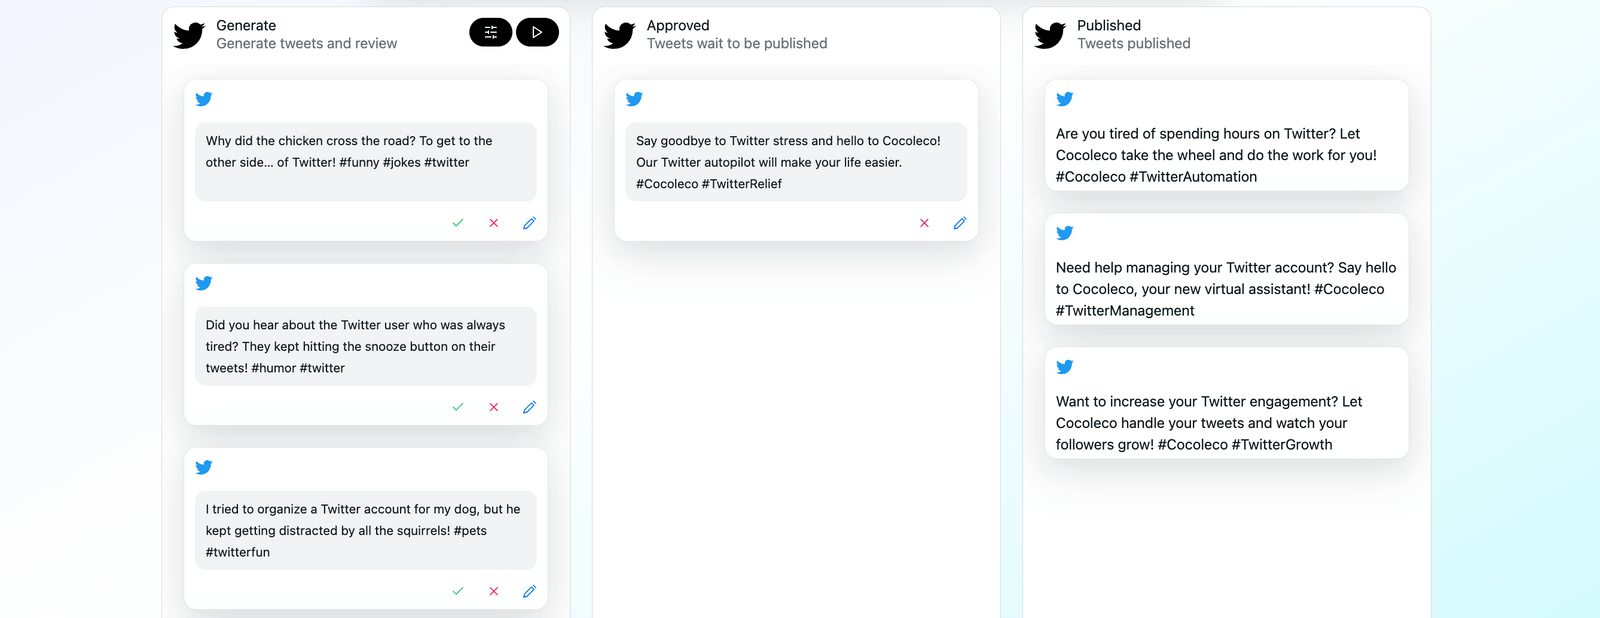 Generate
Generate tweets and review
Why did the chicken cross the road? To get to the
other side... of Twitter! #funny #jokes #twitter
Did you hear about the Twitter user who was always
tired? They kept hitting the snooze button on their
tweets! #humor #twitter
I tried to organize a Twitter account for my dog, but he
kept getting distracted by all the squirrels! #pets
#twitterfun
Approved
Tweets wait to be published
Say goodbye to Twitter stress and hello to Cocoleco!
Our Twitter autopilot will make your life easier.
#Cocoleco #TwitterRelief
Published
Tweets published
Are you tired of spending hours on Twitter? Let
Cocoleco take the wheel and do the work for you!
#Cocoleco #TwitterAutomation
Need help managing your Twitter account? Say hello
to Cocoleco, your new virtual assistant! #Cocoleco
#TwitterManagement
Want to increase your Twitter engagement? Let
Cocoleco handle your tweets and watch your
followers grow! #Cocoleco #TwitterGrowth